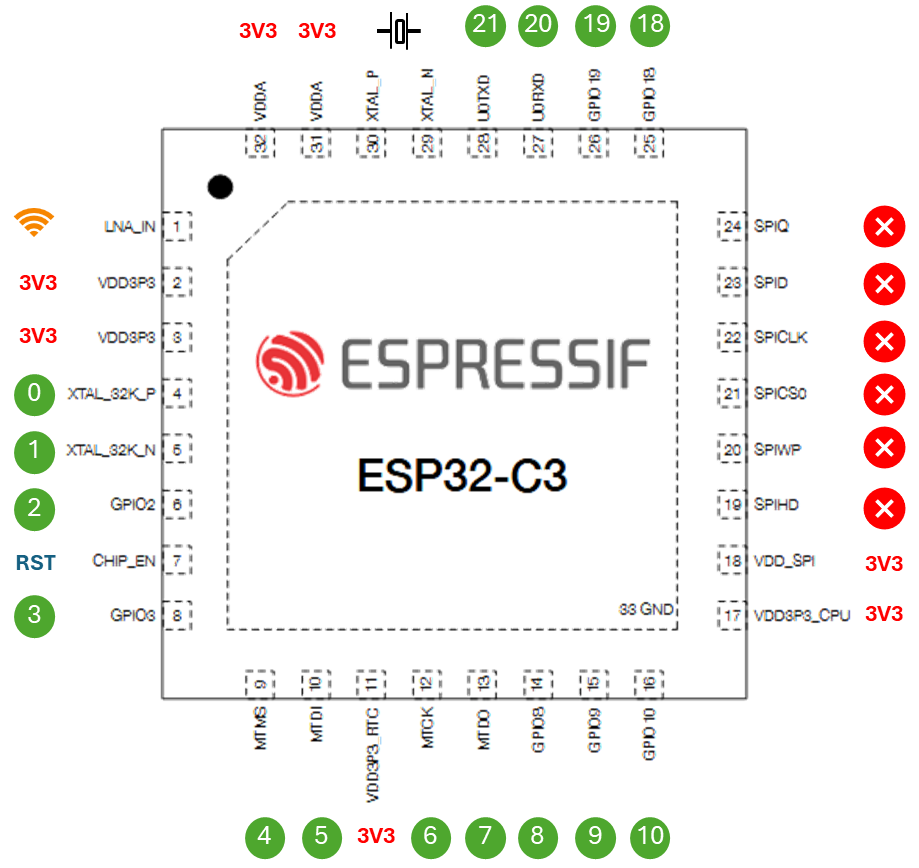 3V3 3V3 21 20 19 18
VDDA VDDA XTAL_P XTAL_N U0TXD U0RXD GPIO19 GPIO18
32 31 30 29 28 27 26 25
LNA_IN 1 24 SPIQ
3V3 VDD3P3 2 23 SPID
3V3 VDD3P3 3 22 SPICLK
0 XTAL_32K_P 4 21 SPICS0
1 XTAL_32K_N 5 20 SPIWP
2 GPIO2 6 19 SPIHD
RST CHIP_EN 7 18 VDD_SPI 3V3
3 GPIO3 8 17 VDD3P3_CPU 3V3
ESPRESSIF
ESP32-C3
33 GND
9 10 11 12 13 14 15 16
MTMS MTDI VDD3P3_RTC MTCK MTDO GPIO8 GPIO9 GPIO10
4 5 3V3 6 7 8 9 10